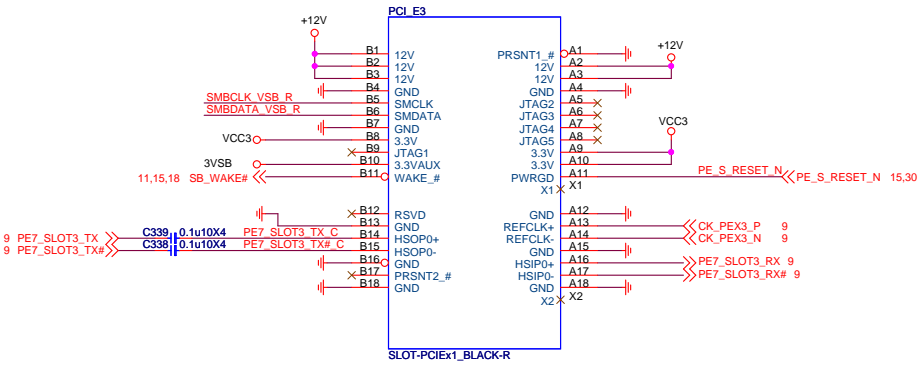 PCI_E3
+12V
B1 12V PRSNT1_# A1
B2 12V 12V A2 +12V
B3 12V 12V A3
B4 GND GND A4
SMBCLK_VSB_R B5 SMCLK JTAG2 A5
SMBDATA_VSB_R B6 SMDATA JTAG3 A6
B7 GND JTAG4 A7 VCC3
VCC3 B8 3.3V JTAG5 A8
B9 JTAG1 3.3V A9
3VSB B10 3.3VAUX 3.3V A10
11,15,18 SB_WAKE# B11 WAKE_# PWRGD A11 PE_S_RESET_N PE_S_RESET_N 15,30
X1 X1
B12 RSVD GND A12
B13 GND REFCLK+ A13 CK_PEX3_P 9
9 PE7_SLOT3_TX C339 0.1u10X4 PE7_SLOT3_TX_C B14 HSOP0+ REFCLK- A14 CK_PEX3_N 9
9 PE7_SLOT3_TX# C338 0.1u10X4 PE7_SLOT3_TX#_C B15 HSOP0- GND A15
B16 GND HSIP0+ A16 PE7_SLOT3_RX 9
B17 PRSNT2_# HSIP0- A17 PE7_SLOT3_RX# 9
B18 GND GND A18
X2 X2
SLOT-PCIEx1_BLACK-R